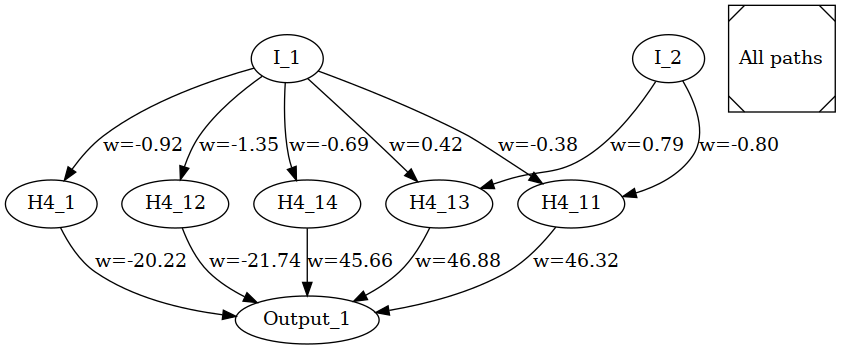 I_1
I_2
All paths
w=-0.92
w=-1.35
w=-0.69
w=0.42
w=-0.38
w=0.79
w=-0.80
H4_1
H4_12
H4_14
H4_13
H4_11
w=-20.22
w=-21.74
w=45.66
w=46.88
w=46.32
Output_1